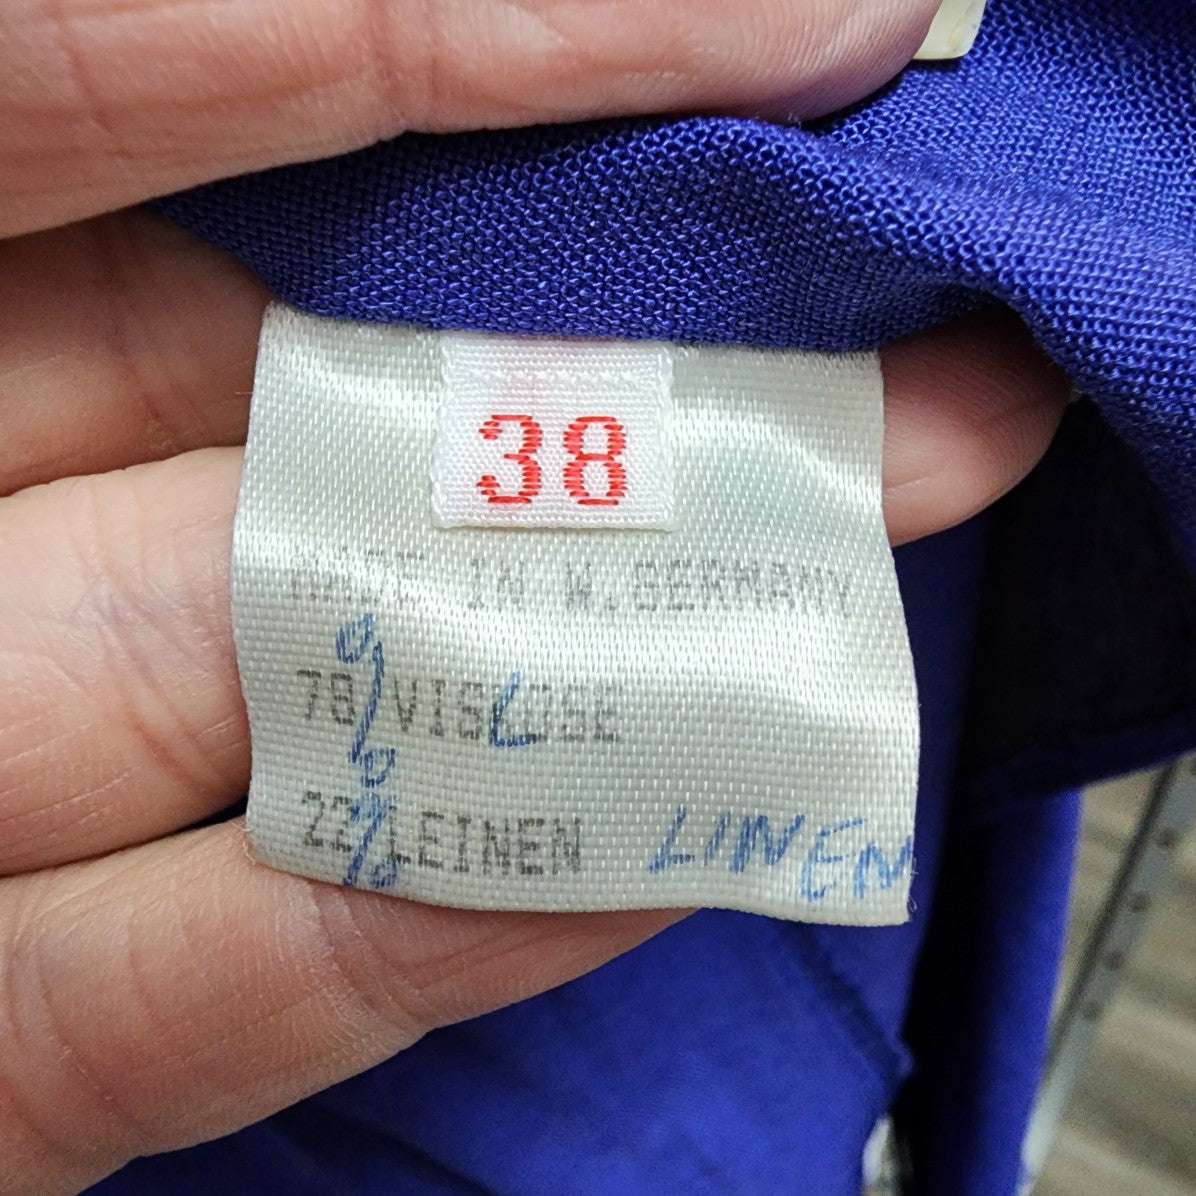 38
MADE IN W.GERMANY
78% VISCOSE
22% LEINEN LINEN